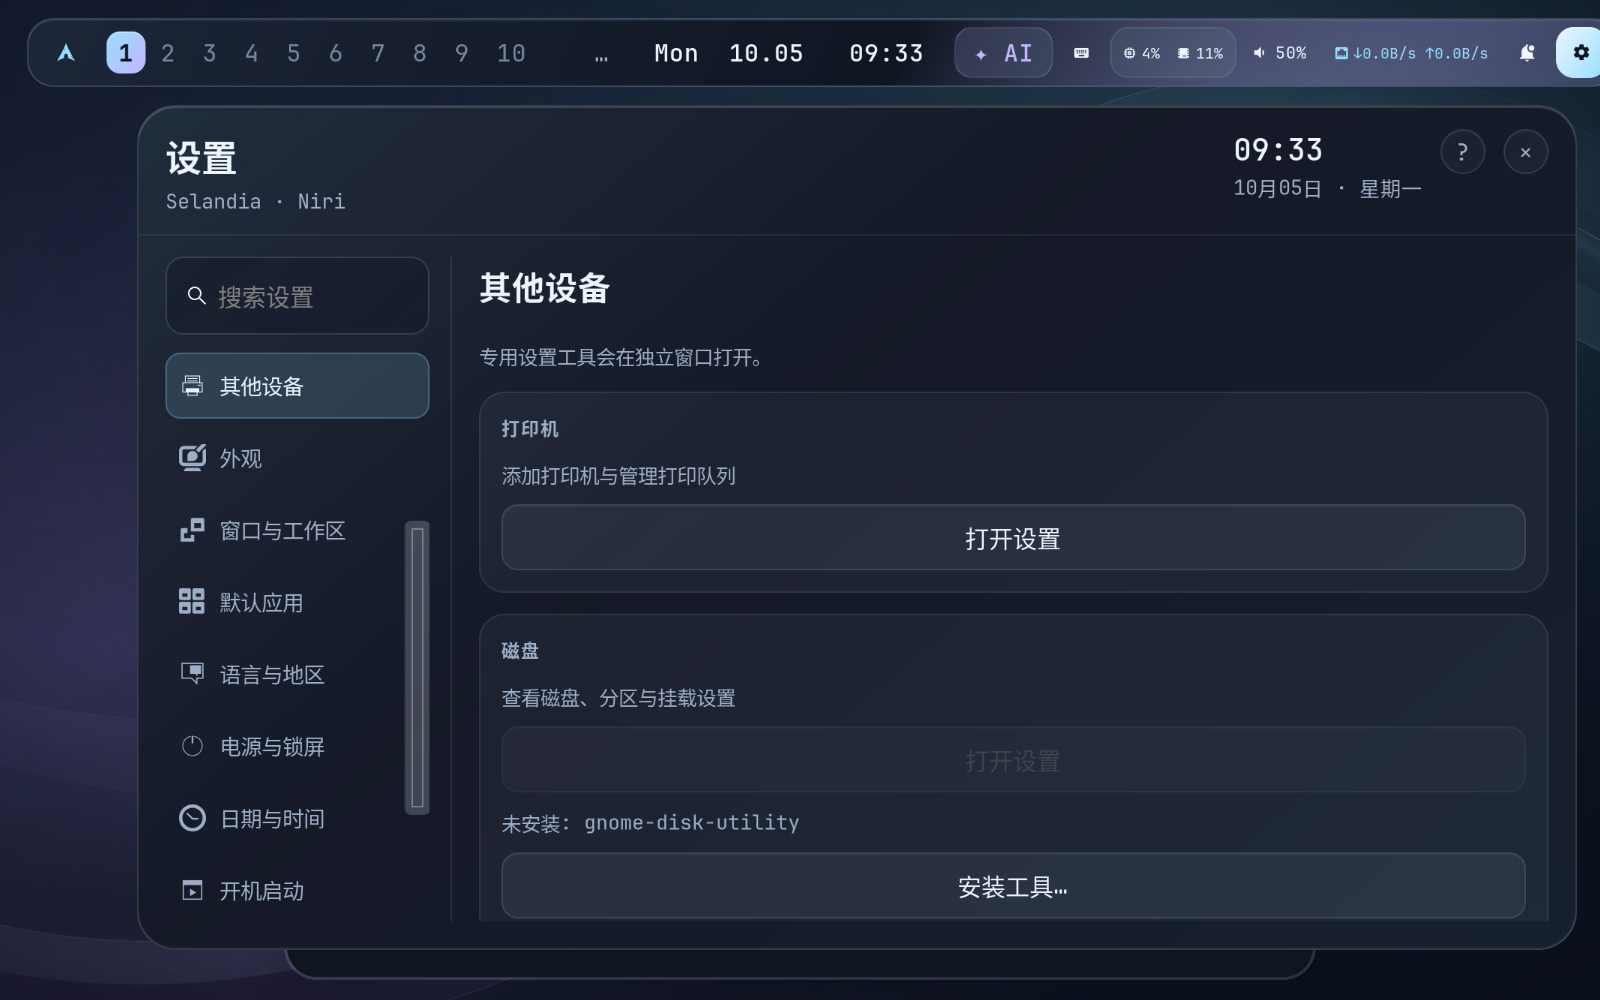 1 2 3 4 5 6 7 8 9 10 … Mon 10.05 09:33 ✦ AI 4% 11% 50% ↓0.0B/s ↑0.0B/s
设置
Selandia · Niri
09:33
10月05日 · 星期一
?
×
搜索设置
其他设备
外观
窗口与工作区
默认应用
语言与地区
电源与锁屏
日期与时间
开机启动
其他设备
专用设置工具会在独立窗口打开。
打印机
添加打印机与管理打印队列
打开设置
磁盘
查看磁盘、分区与挂载设置
打开设置
未安装: gnome-disk-utility
安装工具…